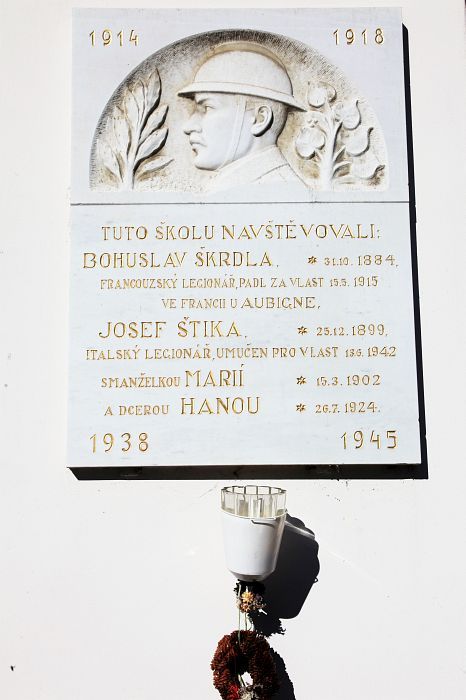 1914 1918
TUTO ŠKOLU NAVŠTĚVOVALI:
BOHUSLAV ŠKRDLA, * 31.10. 1884,
FRANCOUZSKÝ LEGIONÁŘ, PADL ZA VLAST 15.5. 1915
VE FRANCII U AUBIGNE,
JOSEF ŠTIKA, * 25.12. 1899,
ITALSKÝ LEGIONÁŘ, UMUČEN PRO VLAST 18.6. 1942
S MANŽELKOU MARIÍ * 15.3. 1902
A DCEROU HANOU * 26.7. 1924.
1938 1945